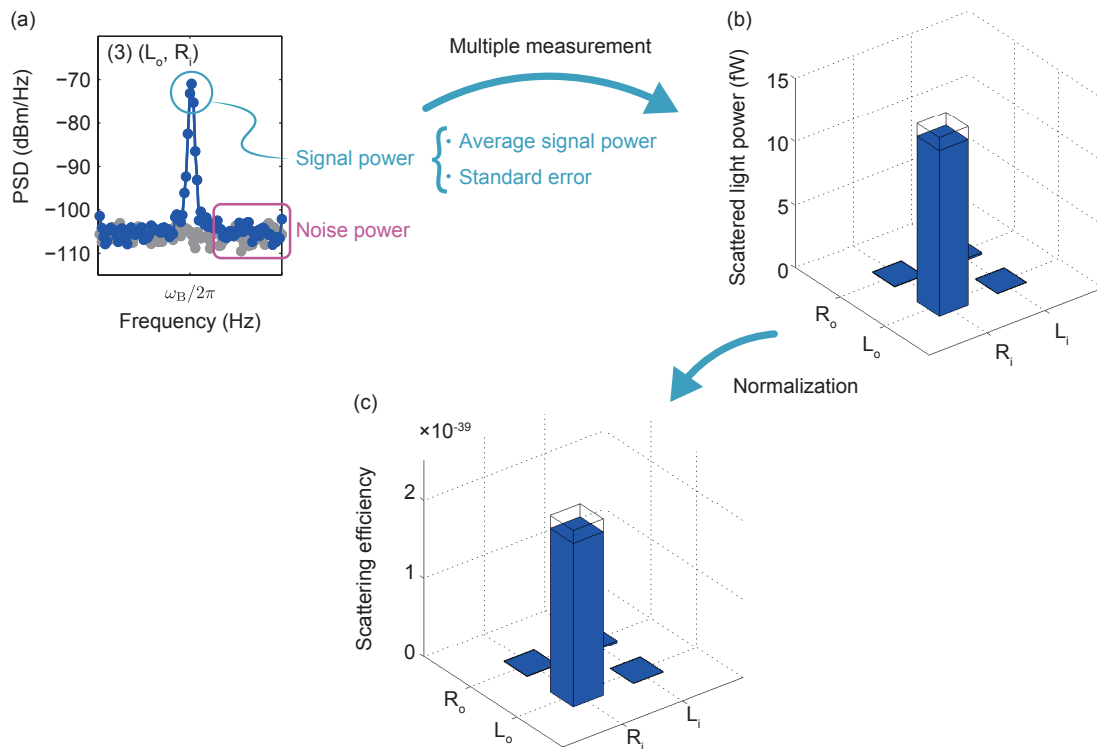 (a)
(3) (Lo, Ri)
PSD (dBm/Hz)
−70
−80
−90
−100
−110
ωB/2π
Frequency (Hz)
Signal power
Noise power
Multiple measurement
· Average signal power
· Standard error
(b)
Scattered light power (fW)
15
10
5
0
Ro
Lo
Ri
Li
Normalization
(c)
×10-39
Scattering efficiency
2
1
0
Ro
Lo
Ri
Li